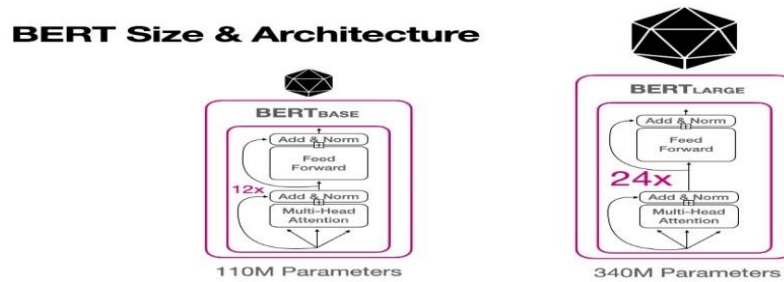 BERT Size & Architecture
BERTBASE
Add & Norm
Feed
Forward
12x
Add & Norm
Multi-Head
Attention
110M Parameters
BERTLARGE
Add & Norm
Feed
Forward
24x
Add & Norm
Multi-Head
Attention
340M Parameters